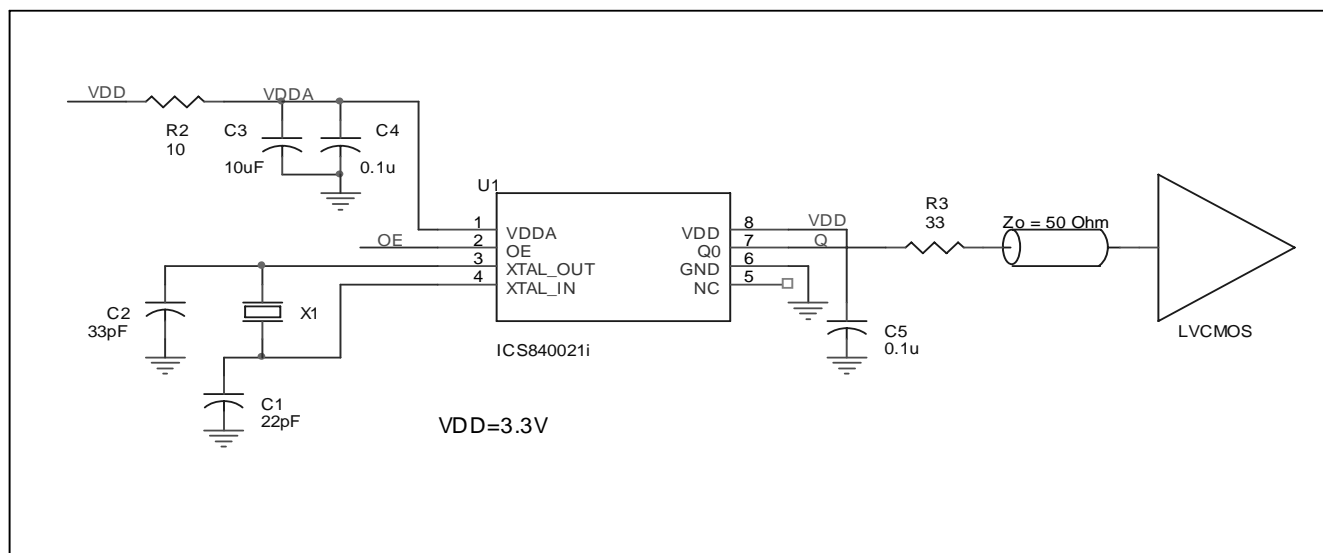 VDD
VDDA
R2
10
C3
10uF
C4
0.1u
U1
1
VDDA
2
OE
OE
3
XTAL_OUT
4
XTAL_IN
VDD
8
VDD
Q0
7
Q
GND
6
NC
5
ICS840021i
C2
33pF
X1
C1
22pF
C5
0.1u
R3
33
Zo = 50 Ohm
LVCMOS
VDD=3.3V